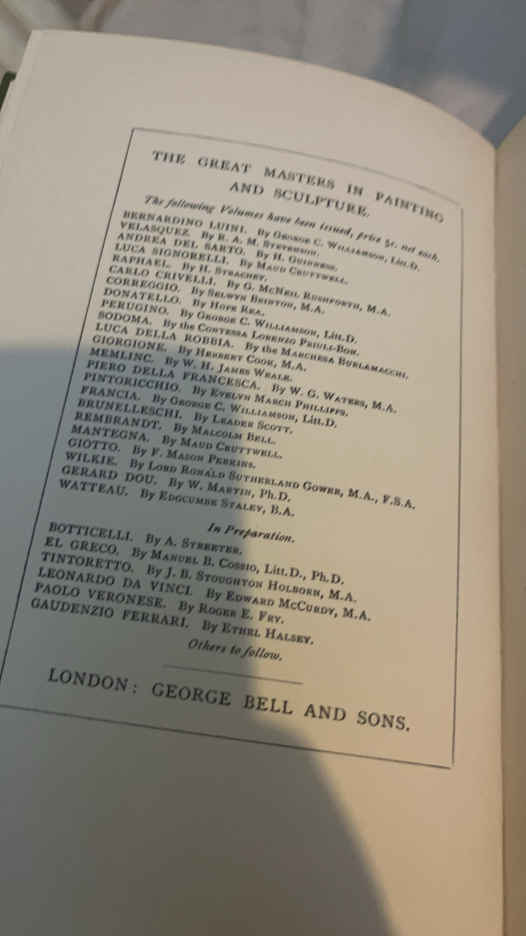 THE GREAT MASTERS IN PAINTING
AND SCULPTURE.
The following Volumes have been issued, price 5s. net each.
BERNARDINO LUINI. By George C. Williamson, Litt.D.
VELASQUEZ. By R. A. M. Stevenson.
ANDREA DEL SARTO. By H. Guinness.
LUCA SIGNORELLI. By Maud Cruttwell.
RAPHAEL. By H. Strachey.
CARLO CRIVELLI. By G. McNeil Rushforth, M.A.
CORREGGIO. By Selwyn Brinton, M.A.
DONATELLO. By Hope Rea.
PERUGINO. By George C. Williamson, Litt.D.
SODOMA. By the Contessa Lorenzo Priuli-Bon.
LUCA DELLA ROBBIA. By the Marchesa Burlamacchi.
GIORGIONE. By Herbert Cook, M.A.
MEMLINC. By W. H. James Weale.
PIERO DELLA FRANCESCA. By W. G. Waters, M.A.
PINTORICCHIO. By Evelyn March Phillipps.
FRANCIA. By George C. Williamson, Litt.D.
BRUNELLESCHI. By Leader Scott.
REMBRANDT. By Malcolm Bell.
MANTEGNA. By Maud Cruttwell.
GIOTTO. By F. Mason Perkins.
WILKIE. By Lord Ronald Sutherland Gower, M.A., F.S.A.
GERARD DOU. By W. Martin, Ph.D.
WATTEAU. By Edgcumbe Staley, B.A.
In Preparation.
BOTTICELLI. By A. Streeter.
EL GRECO. By Manuel B. Cossio, Litt.D., Ph.D.
TINTORETTO. By J. B. Stoughton Holborn, M.A.
LEONARDO DA VINCI. By Edward McCurdy, M.A.
PAOLO VERONESE. By Roger E. Fry.
GAUDENZIO FERRARI. By Ethel Halsey.
Others to follow.
LONDON: GEORGE BELL AND SONS.